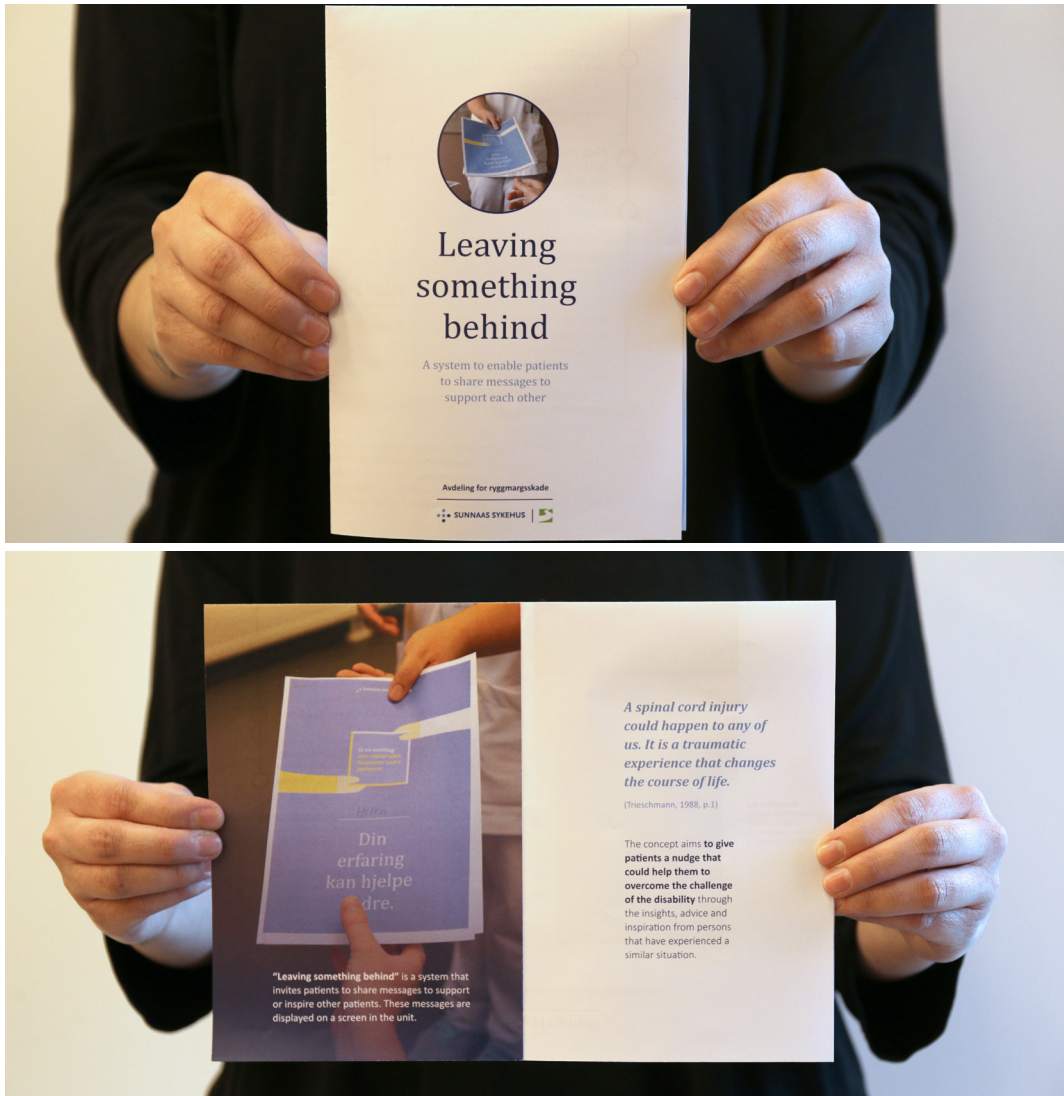 Leaving
something
behind
A system to enable patients
to share messages to
support each other
Avdeling for ryggmargsskade
SUNNAAS SYKEHUS
Helen
Din
erfaring
kan hjelpe
dre.
"Leaving something behind" is a system that
invites patients to share messages to support
or inspire other patients. These messages are
displayed on a screen in the unit.
A spinal cord injury
could happen to any of
us. It is a traumatic
experience that changes
the course of life.
(Trieschmann, 1988, p.1)
The concept aims to give
patients a nudge that
could help them to
overcome the challenge
of the disability through
the insights, advice and
inspiration from persons
that have experienced a
similar situation.